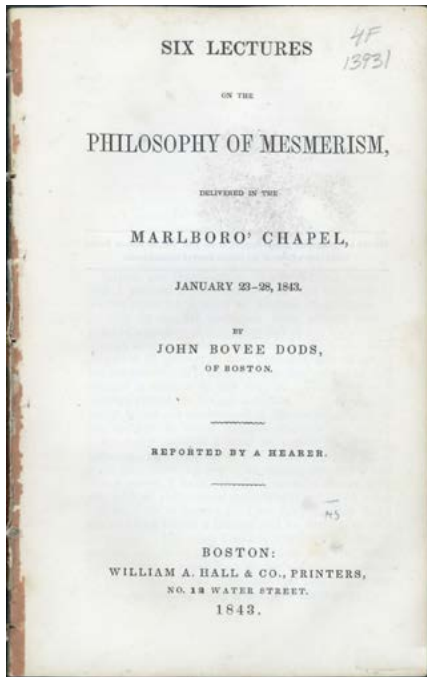 4F
13931
SIX LECTURES
ON THE
PHILOSOPHY OF MESMERISM,
DELIVERED IN THE
MARLBORO' CHAPEL,
JANUARY 23-28, 1843.
BY
JOHN BOVEE DODS,
OF BOSTON.
REPORTED BY A HEARER.
BOSTON:
WILLIAM A. HALL & CO., PRINTERS,
NO. 12 WATER STREET.
1843.